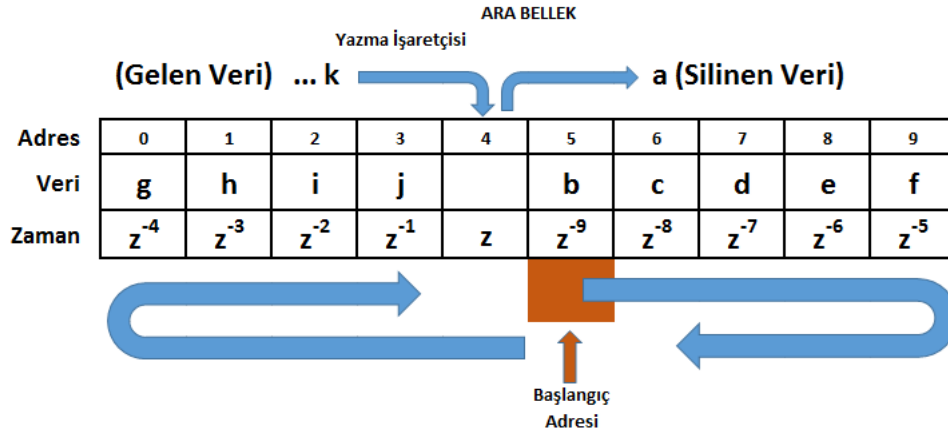 ARA BELLEK
Yazma İşaretçisi
(Gelen Veri) ... k a (Silinen Veri)
Adres 0 1 2 3 4 5 6 7 8 9
Veri g h i j b c d e f
Zaman z⁻⁴ z⁻³ z⁻² z⁻¹ z z⁻⁹ z⁻⁸ z⁻⁷ z⁻⁶ z⁻⁵
Başlangıç
Adresi